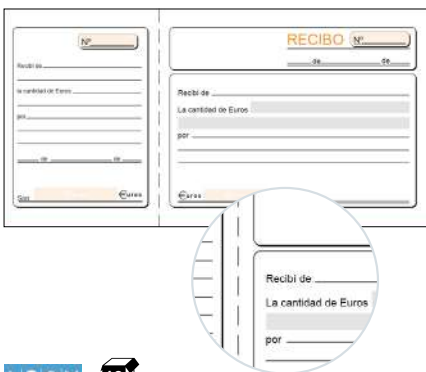 Nº
Recibí de
la cantidad de Euros
por
de de
Son Euros
RECIBO Nº
de de
Recibí de
La cantidad de Euros
por
Euros
Recibí de
La cantidad de Euros
por